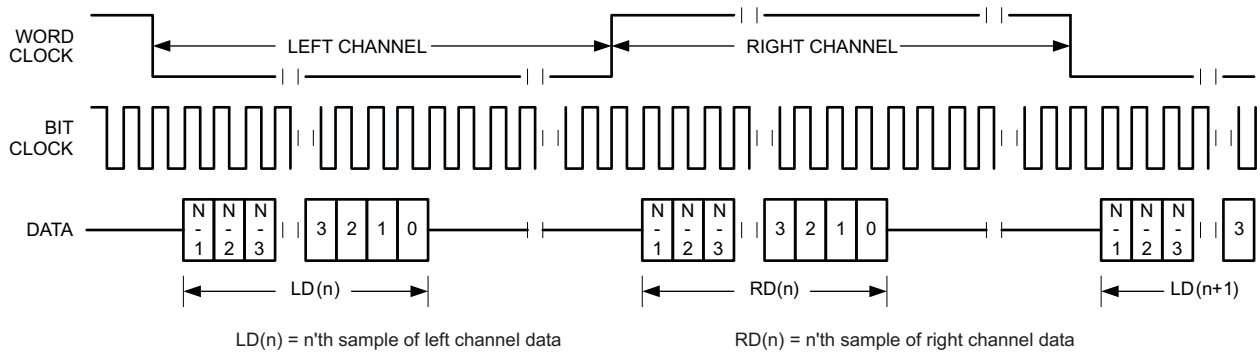 WORD
CLOCK
LEFT CHANNEL
RIGHT CHANNEL
BIT
CLOCK
DATA
N
-
1
N
-
2
N
-
3
3
2
1
0
N
-
1
N
-
2
N
-
3
3
2
1
0
N
-
1
N
-
2
N
-
3
3
LD(n)
RD(n)
LD(n+1)
LD(n) = n'th sample of left channel data
RD(n) = n'th sample of right channel data